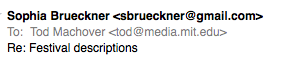 Sophia Brueckner <sbrueckner@gmail.com>
To: Tod Machover <tod@media.mit.edu>
Re: Festival descriptions